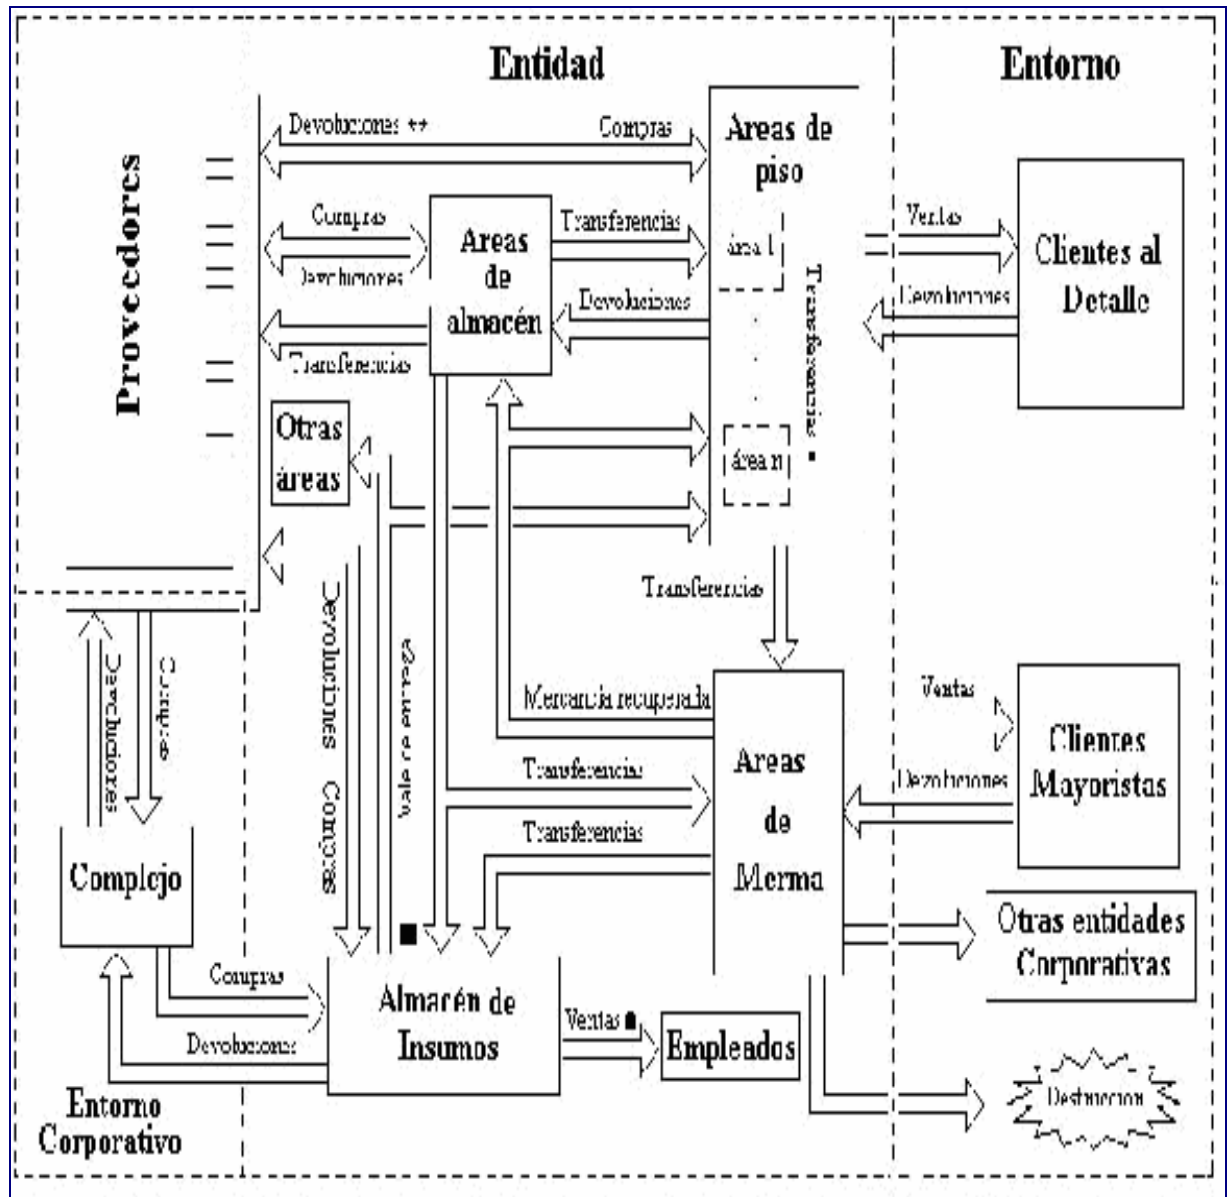 Entidad
Entorno
Proveedores
Devoluciones ↔
Compras
Areas de
piso
Compras
Devoluciones
Areas
de
almacén
Transferencias
Transferencias
Devoluciones
área 1
área n
Transferencias ▪
Ventas
Devoluciones
Clientes al
Detalle
Otras
áreas
Transferencias
Devoluciones
Compras
Devoluciones
Compras
vale de
Mercancia recuperada
Transferencias
Transferencias
Areas
de
Merma
Ventas
Devoluciones
Clientes
Mayoristas
Complejo
Compras
Devoluciones
Almacén de
Insumos
Ventas
Empleados
Otras entidades
Corporativas
Destruccion
Entorno
Corporativo